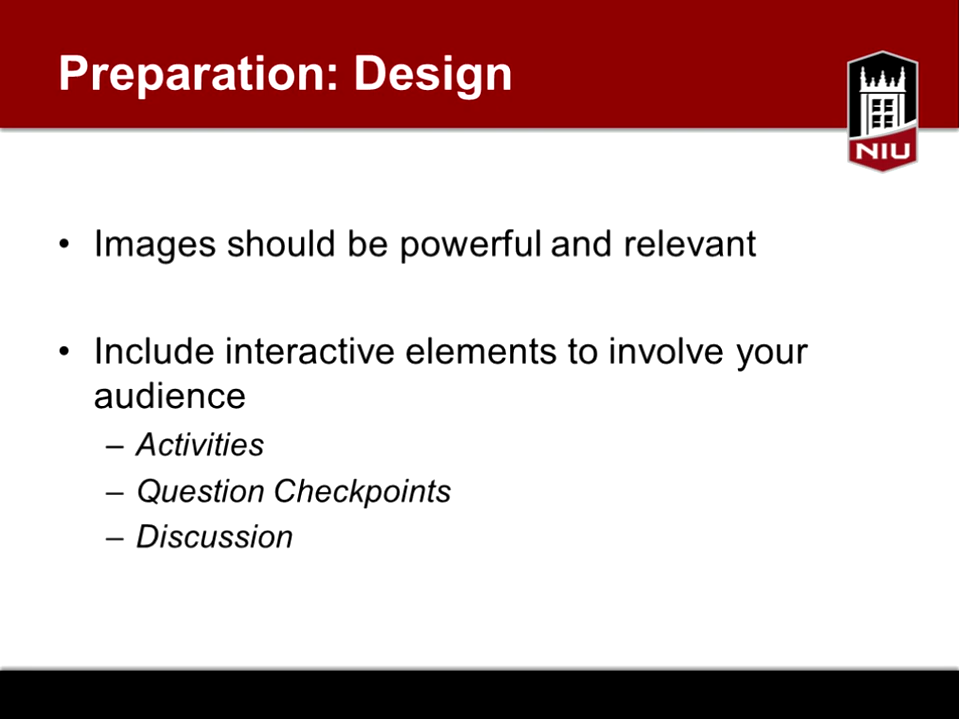 Preparation: Design
NIU
• Images should be powerful and relevant
• Include interactive elements to involve your
audience
– Activities
– Question Checkpoints
– Discussion